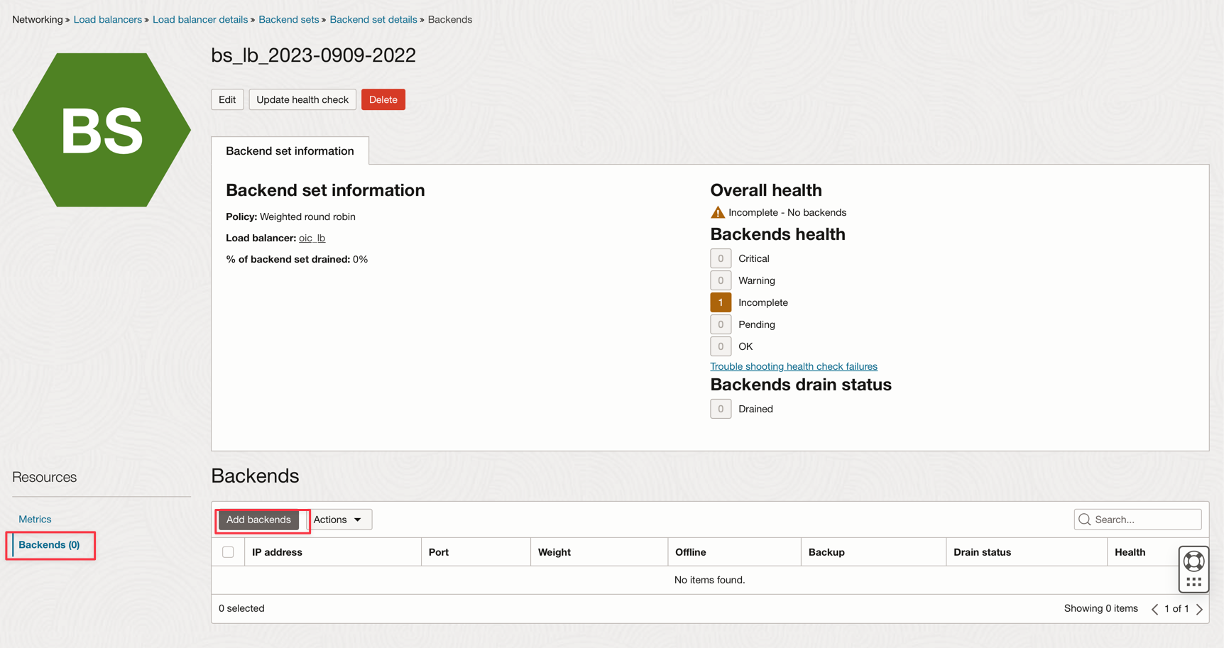 Networking » Load balancers » Load balancer details » Backend sets » Backend set details » Backends
BS
bs_lb_2023-0909-2022
Edit Update health check Delete
Backend set information
Backend set information
Policy: Weighted round robin
Load balancer: oic_lb
% of backend set drained: 0%
Overall health
Incomplete - No backends
Backends health
0 Critical
0 Warning
1 Incomplete
0 Pending
0 OK
Trouble shooting health check failures
Backends drain status
0 Drained
Resources
Metrics
Backends (0)
Backends
Add backends Actions Search...
IP address Port Weight Offline Backup Drain status Health
No items found.
0 selected Showing 0 items 1 of 1